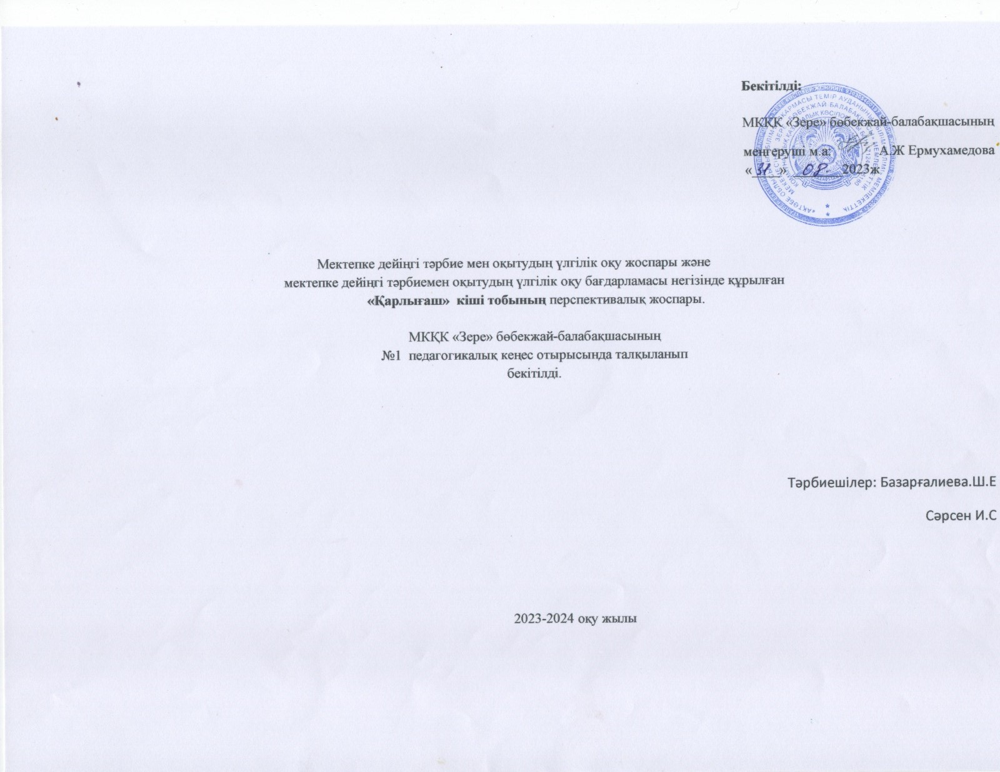 Бекітілді:
МКҚК «Зере» бөбекжай-балабақшасының
меңгеруші м.а: А.Ж Ермухамедова
«31» 08 2023ж
Мектепке дейіңгі тәрбие мен оқытудың үлгілік оқу жоспары және
мектепке дейіңгі тәрбиемен оқытудың үлгілік оқу бағдарламасы негізінде құрылған
«Қарлығаш» кіші тобының перспективалық жоспары.
МКҚК «Зере» бөбекжай-балабақшасының
№1 педагогикалық кеңес отырысында талқыланып
бекітілді.
Тәрбиешілер: Базарғалиева.Ш.Е
Сәрсен И.С
2023-2024 оқу жылы